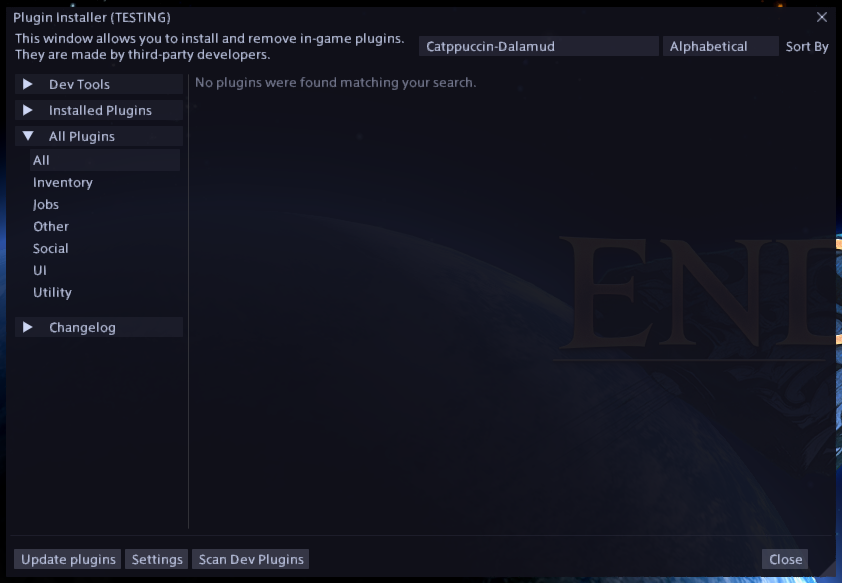 Plugin Installer (TESTING)
This window allows you to install and remove in-game plugins.
They are made by third-party developers.
Catppuccin-Dalamud
Alphabetical
Sort By
Dev Tools
Installed Plugins
All Plugins
All
Inventory
Jobs
Other
Social
UI
Utility
Changelog
No plugins were found matching your search.
END
Update plugins
Settings
Scan Dev Plugins
Close